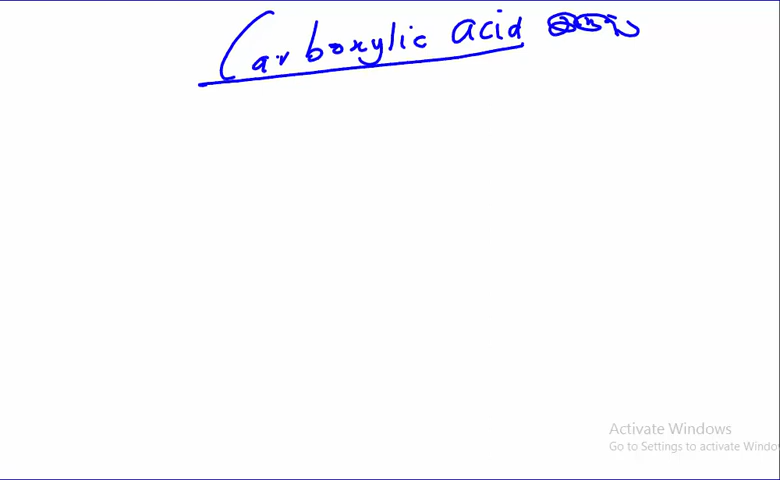 Carboxylic acid
Activate Windows
Go to Settings to activate Windo